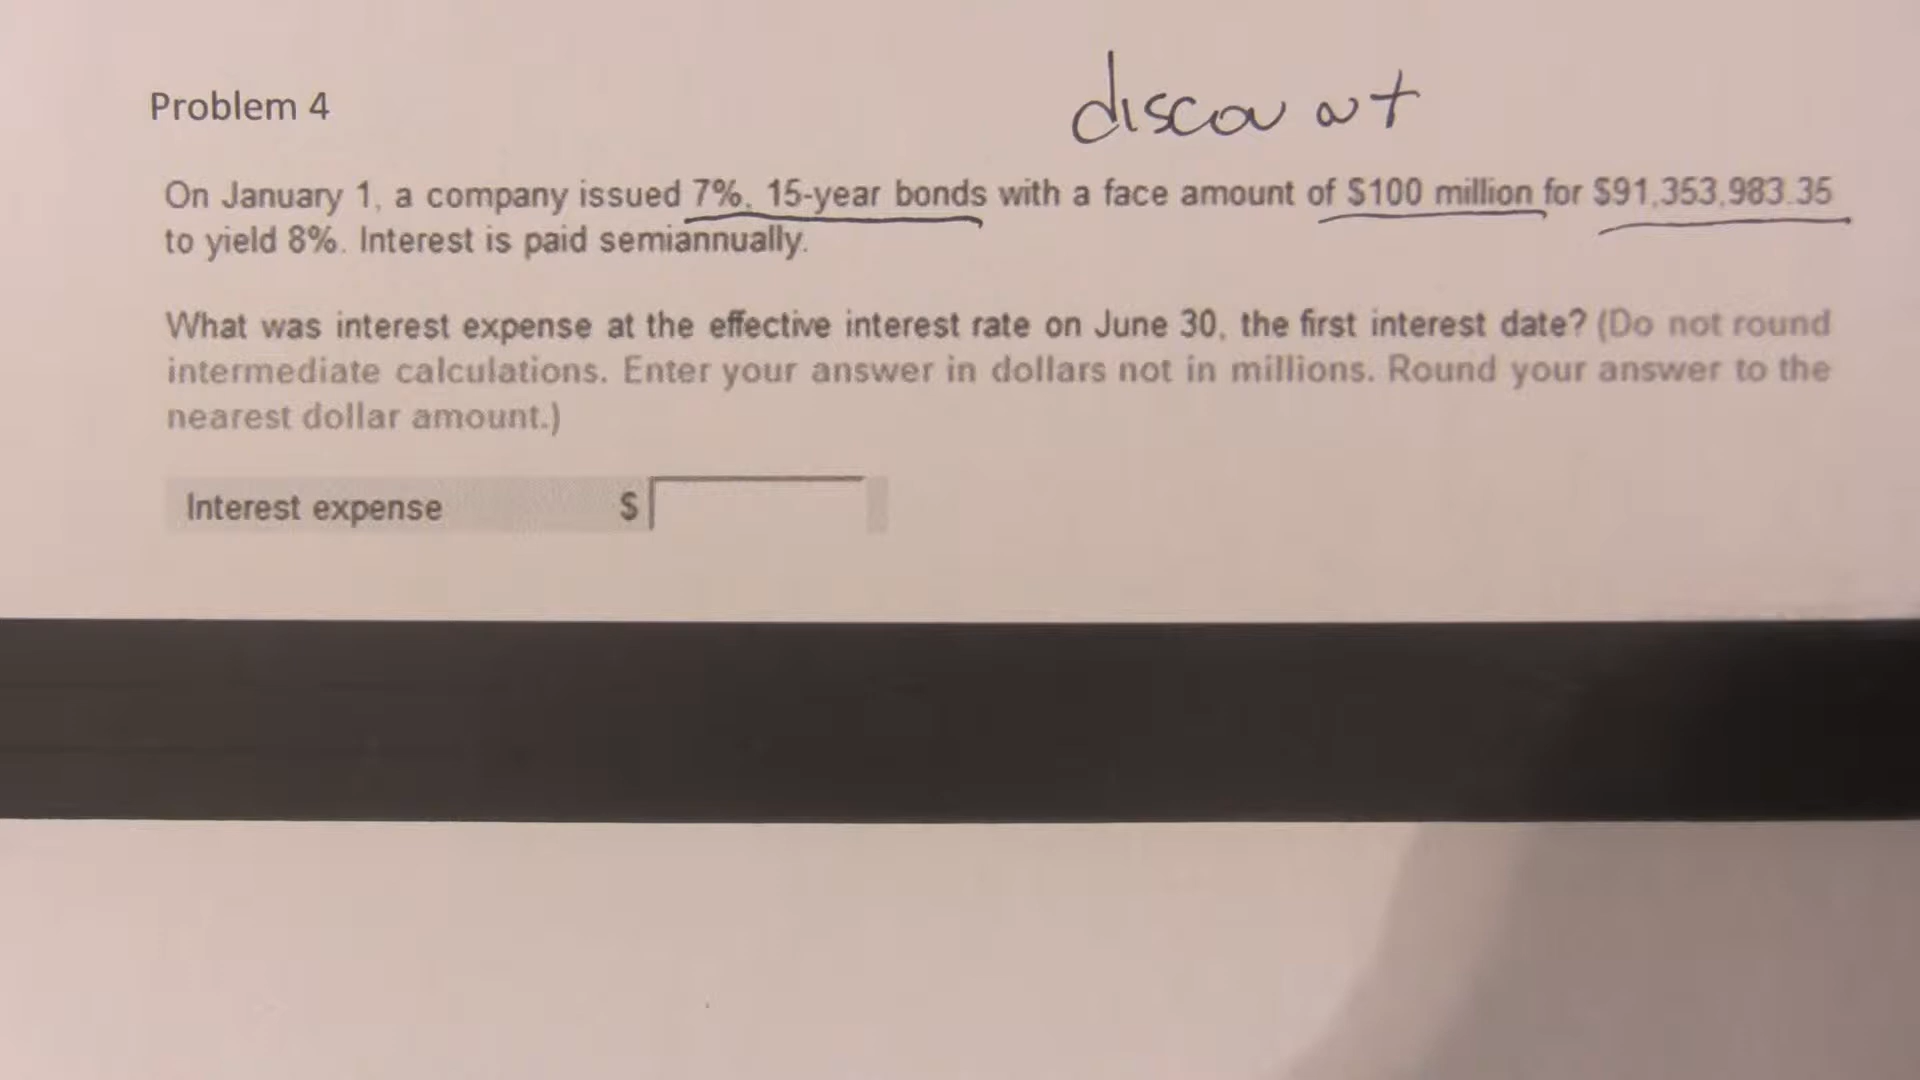 discount
Problem 4
On January 1, a company issued 7%, 15-year bonds with a face amount of $100 million for $91,353,983.35
to yield 8%. Interest is paid semiannually.
What was interest expense at the effective interest rate on June 30, the first interest date? (Do not round
intermediate calculations. Enter your answer in dollars not in millions. Round your answer to the
nearest dollar amount.)
Interest expense $